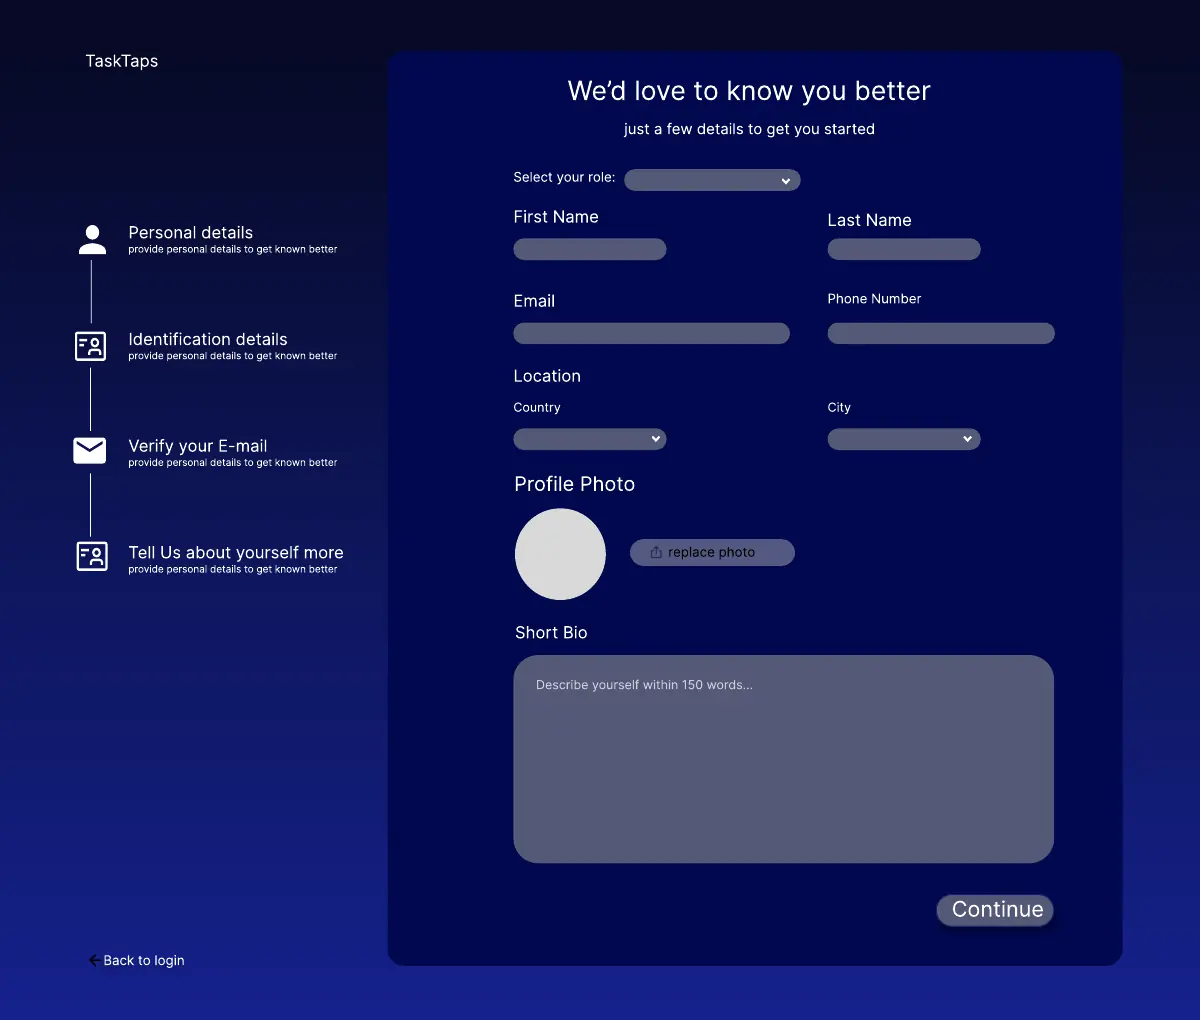 TaskTaps
Personal details
provide personal details to get known better
Identification details
provide personal details to get known better
Verify your E-mail
provide personal details to get known better
Tell Us about yourself more
provide personal details to get known better
Back to login
We’d love to know you better
just a few details to get you started
Select your role:
First Name
Last Name
Email
Phone Number
Location
Country
City
Profile Photo
replace photo
Short Bio
Describe yourself within 150 words...
Continue